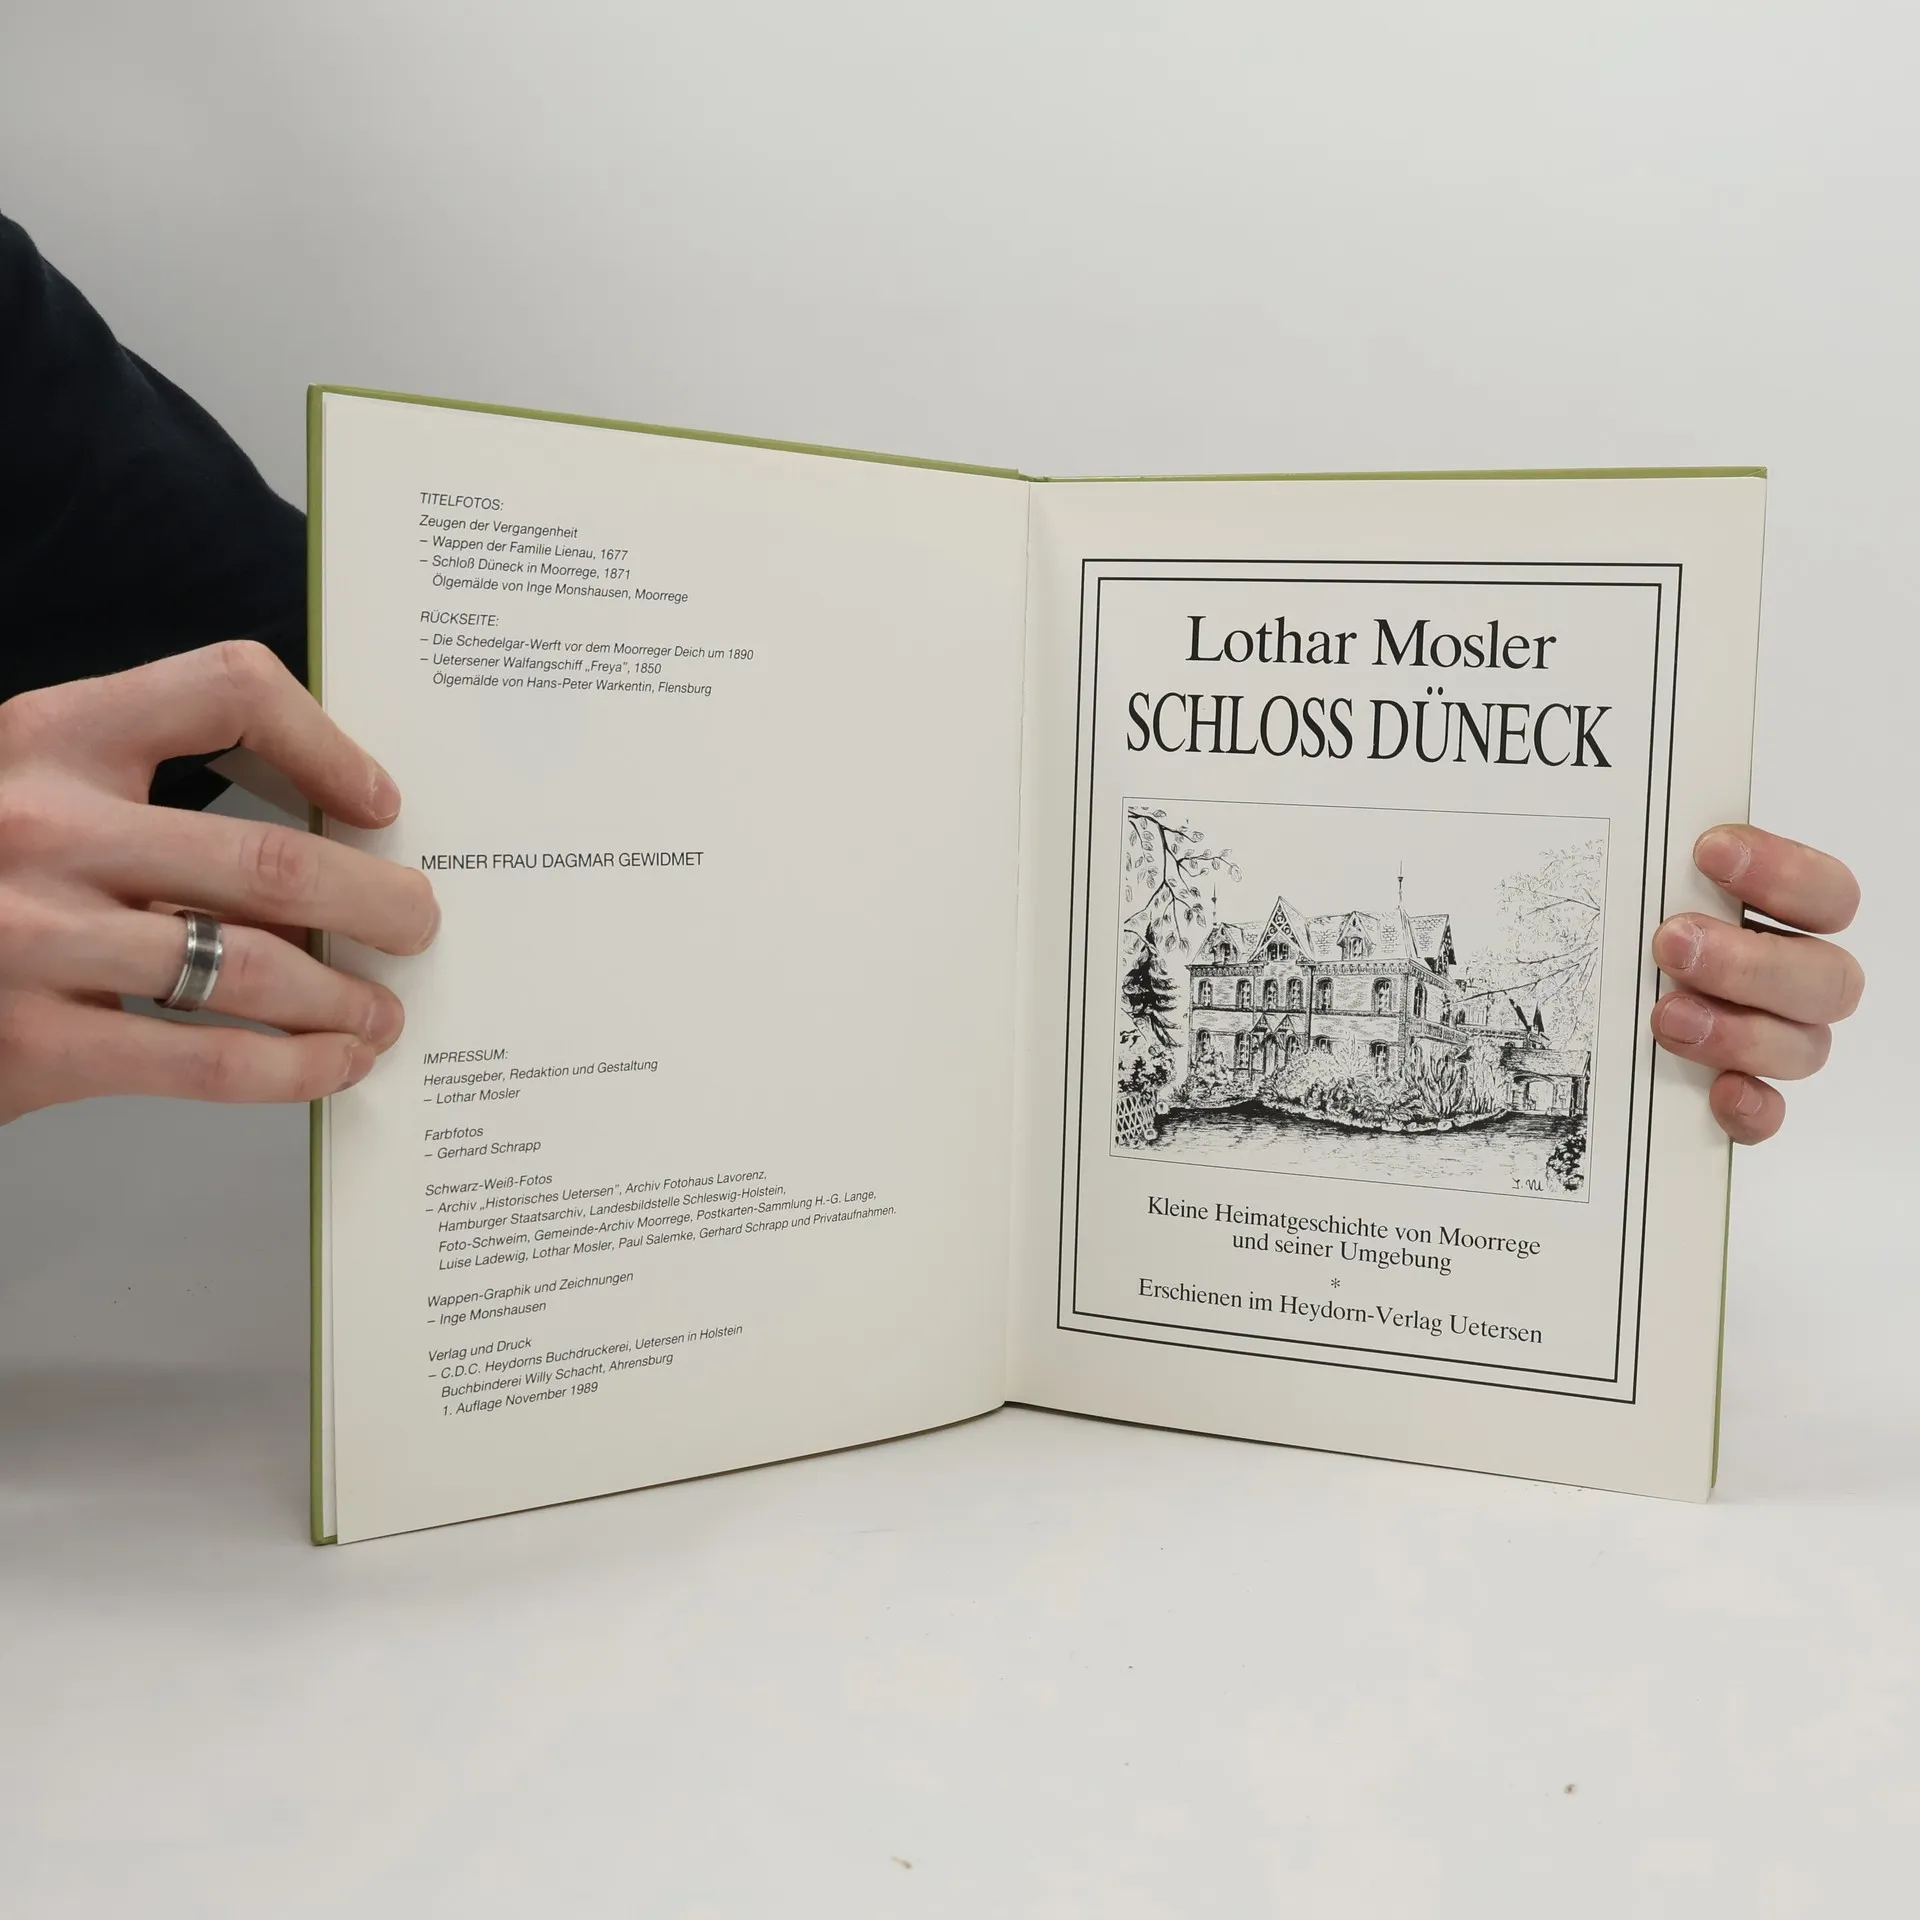 TITELFOTOS:
Zeugen der Vergangenheit
– Wappen der Familie Lienau, 1677
– Schloß Düneck in Moorrege, 1871
Ölgemälde von Inge Monshausen, Moorrege
RÜCKSEITE:
– Die Schedelgar-Werft vor dem Moorreger Deich um 1890
– Uetersener Walfangschiff „Freya”, 1850
Ölgemälde von Hans-Peter Warkentin, Flensburg
MEINER FRAU DAGMAR GEWIDMET
IMPRESSUM:
Herausgeber, Redaktion und Gestaltung
– Lothar Mosler
Farbfotos
– Gerhard Schrapp
Schwarz-Weiß-Fotos
– Archiv „Historisches Uetersen”, Archiv Fotohaus Lavorenz,
Hamburger Staatsarchiv, Landesbildstelle Schleswig-Holstein,
Foto-Schweim, Gemeinde-Archiv Moorrege, Postkarten-Sammlung H.-G. Lange,
Luise Ladewig, Lothar Mosler, Paul Salemke, Gerhard Schrapp und Privataufnahmen.
Wappen-Graphik und Zeichnungen
– Inge Monshausen
Verlag und Druck
– C.D.C. Heydorns Buchdruckerei, Uetersen in Holstein
Buchbinderei Willy Schacht, Ahrensburg
1. Auflage November 1989
Lothar Mosler
SCHLOSS DÜNECK
Kleine Heimatgeschichte von Moorrege
und seiner Umgebung
*
Erschienen im Heydorn-Verlag Uetersen